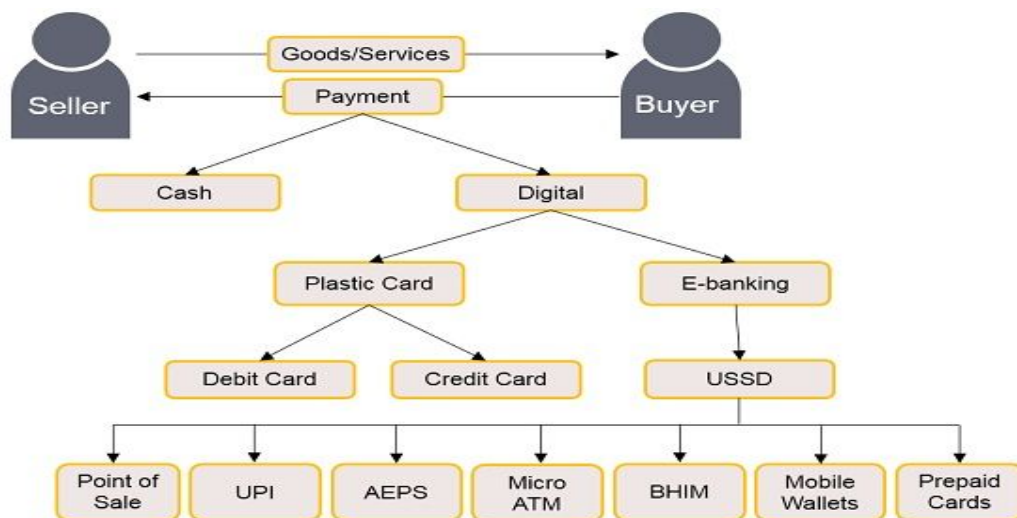 Goods/Services
Seller
Payment
Buyer
Cash
Digital
Plastic Card
E-banking
Debit Card
Credit Card
USSD
Point of
Sale
UPI
AEPS
Micro
ATM
BHIM
Mobile
Wallets
Prepaid
Cards